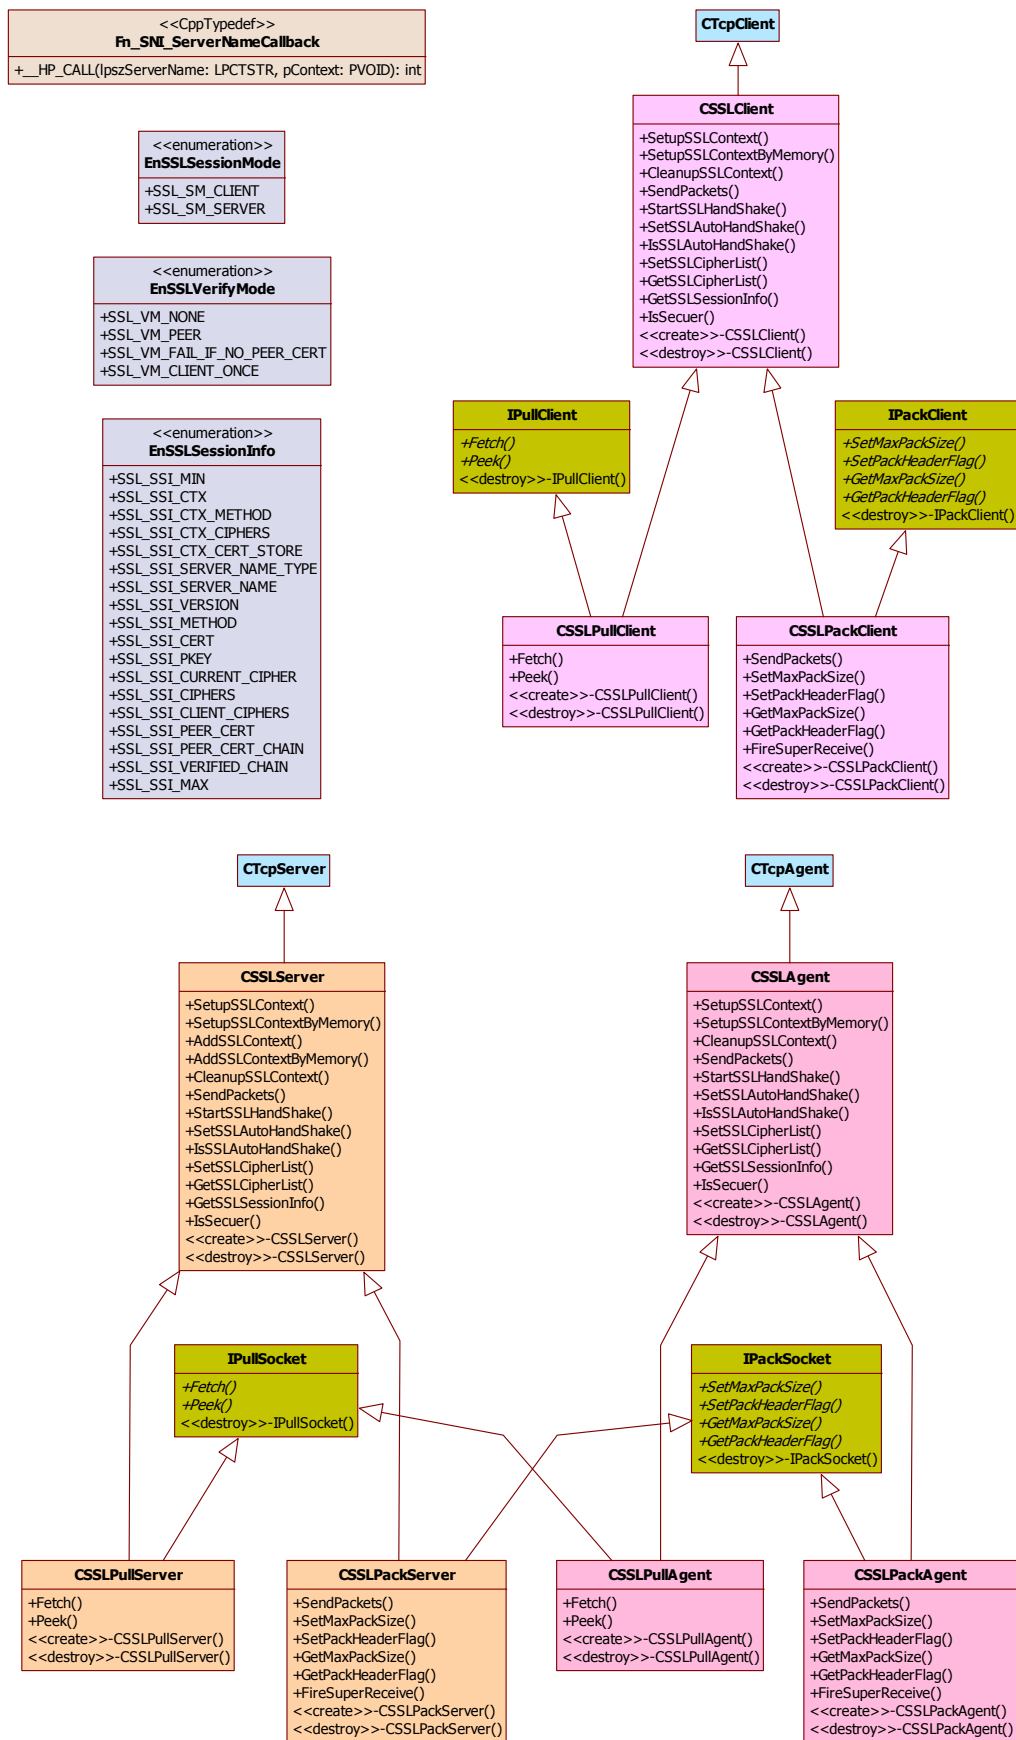 <<CppTypedef>>
Fn_SNI_ServerNameCallback
+__HP_CALL(lpszServerName: LPCTSTR, pContext: PVOID): int
<<enumeration>>
EnSSLSessionMode
+SSL_SM_CLIENT
+SSL_SM_SERVER
<<enumeration>>
EnSSLVerifyMode
+SSL_VM_NONE
+SSL_VM_PEER
+SSL_VM_FAIL_IF_NO_PEER_CERT
+SSL_VM_CLIENT_ONCE
<<enumeration>>
EnSSLSessionInfo
+SSL_SSI_MIN
+SSL_SSI_CTX
+SSL_SSI_CTX_METHOD
+SSL_SSI_CTX_CIPHERS
+SSL_SSI_CTX_CERT_STORE
+SSL_SSI_SERVER_NAME_TYPE
+SSL_SSI_SERVER_NAME
+SSL_SSI_VERSION
+SSL_SSI_METHOD
+SSL_SSI_CERT
+SSL_SSI_PKEY
+SSL_SSI_CURRENT_CIPHER
+SSL_SSI_CIPHERS
+SSL_SSI_CLIENT_CIPHERS
+SSL_SSI_PEER_CERT
+SSL_SSI_PEER_CERT_CHAIN
+SSL_SSI_VERIFIED_CHAIN
+SSL_SSI_MAX
CTcpClient
CSSLClient
+SetupSSLContext()
+SetupSSLContextByMemory()
+CleanupSSLContext()
+SendPackets()
+StartSSLHandShake()
+SetSSLAutoHandShake()
+IsSSLAutoHandShake()
+SetSSLCipherList()
+GetSSLCipherList()
+GetSSLSessionInfo()
+IsSecuer()
<<create>>-CSSLClient()
<<destroy>>-CSSLClient()
IPullClient
+Fetch()
+Peek()
<<destroy>>-IPullClient()
IPackClient
+SetMaxPackSize()
+SetPackHeaderFlag()
+GetMaxPackSize()
+GetPackHeaderFlag()
<<destroy>>-IPackClient()
CSSLPullClient
+Fetch()
+Peek()
<<create>>-CSSLPullClient()
<<destroy>>-CSSLPullClient()
CSSLPackClient
+SendPackets()
+SetMaxPackSize()
+SetPackHeaderFlag()
+GetMaxPackSize()
+GetPackHeaderFlag()
+FireSuperReceive()
<<create>>-CSSLPackClient()
<<destroy>>-CSSLPackClient()
CTcpServer
CSSLServer
+SetupSSLContext()
+SetupSSLContextByMemory()
+AddSSLContext()
+AddSSLContextByMemory()
+CleanupSSLContext()
+SendPackets()
+StartSSLHandShake()
+SetSSLAutoHandShake()
+IsSSLAutoHandShake()
+SetSSLCipherList()
+GetSSLCipherList()
+GetSSLSessionInfo()
+IsSecuer()
<<create>>-CSSLServer()
<<destroy>>-CSSLServer()
CTcpAgent
CSSLAgent
+SetupSSLContext()
+SetupSSLContextByMemory()
+CleanupSSLContext()
+SendPackets()
+StartSSLHandShake()
+SetSSLAutoHandShake()
+IsSSLAutoHandShake()
+SetSSLCipherList()
+GetSSLCipherList()
+GetSSLSessionInfo()
+IsSecuer()
<<create>>-CSSLAgent()
<<destroy>>-CSSLAgent()
IPullSocket
+Fetch()
+Peek()
<<destroy>>-IPullSocket()
IPackSocket
+SetMaxPackSize()
+SetPackHeaderFlag()
+GetMaxPackSize()
+GetPackHeaderFlag()
<<destroy>>-IPackSocket()
CSSLPullServer
+Fetch()
+Peek()
<<create>>-CSSLPullServer()
<<destroy>>-CSSLPullServer()
CSSLPackServer
+SendPackets()
+SetMaxPackSize()
+SetPackHeaderFlag()
+GetMaxPackSize()
+GetPackHeaderFlag()
+FireSuperReceive()
<<create>>-CSSLPackServer()
<<destroy>>-CSSLPackServer()
CSSLPullAgent
+Fetch()
+Peek()
<<create>>-CSSLPullAgent()
<<destroy>>-CSSLPullAgent()
CSSLPackAgent
+SendPackets()
+SetMaxPackSize()
+SetPackHeaderFlag()
+GetMaxPackSize()
+GetPackHeaderFlag()
+FireSuperReceive()
<<create>>-CSSLPackAgent()
<<destroy>>-CSSLPackAgent()